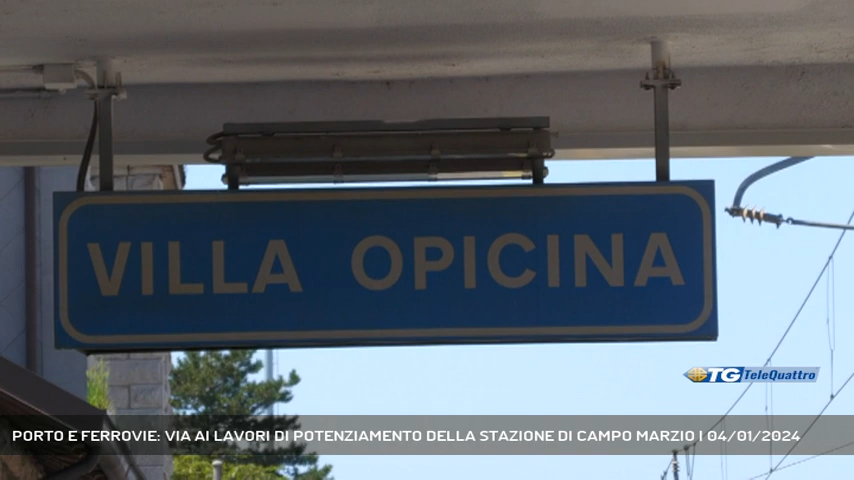 VILLA OPICINA
TG TeleQuattro
PORTO E FERROVIE: VIA AI LAVORI DI POTENZIAMENTO DELLA STAZIONE DI CAMPO MARZIO | 04/01/2024